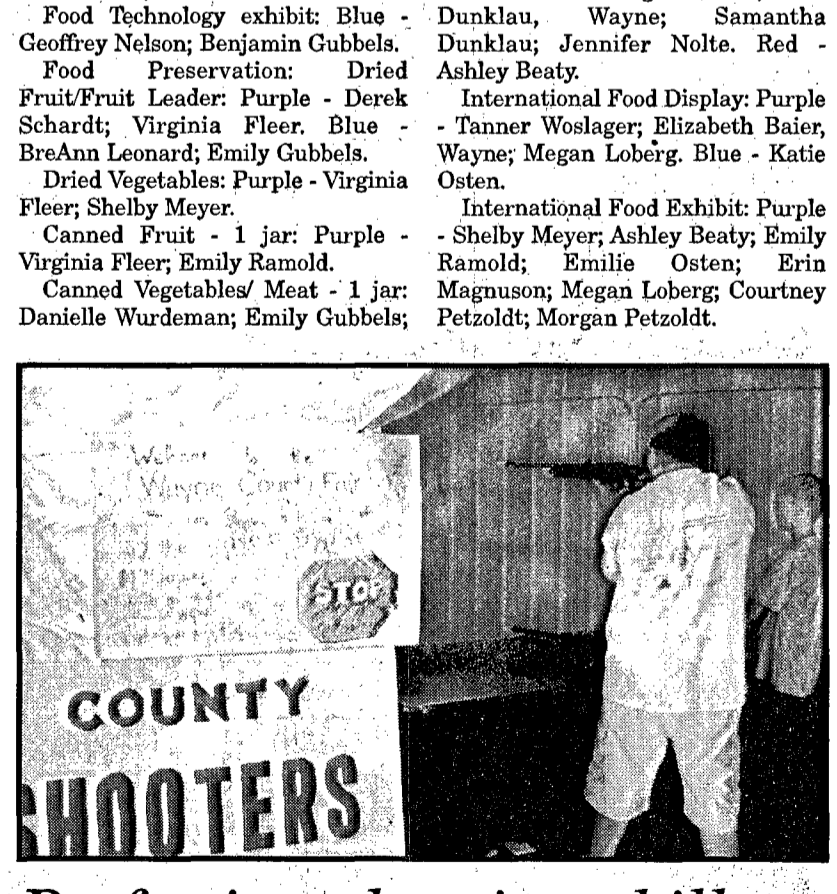 Food Technology exhibit: Blue -
Geoffrey Nelson; Benjamin Gubbels.
Food Preservation: Dried
Fruit/Fruit Leader: Purple - Derek
Schardt; Virginia Fleer. Blue -
BreAnn Leonard; Emily Gubbels.
Dried Vegetables: Purple - Virginia
Fleer; Shelby Meyer.
Canned Fruit - 1 jar: Purple -
Virginia Fleer; Emily Ramold.
Canned Vegetables/ Meat - 1 jar:
Danielle Wurdeman; Emily Gubbels;
Dunklau, Wayne; Samantha
Dunklau; Jennifer Nolte. Red -
Ashley Beaty.
International Food Display: Purple
- Tanner Woslager; Elizabeth Baier,
Wayne; Megan Loberg. Blue - Katie
Osten.
International Food Exhibit: Purple
- Shelby Meyer; Ashley Beaty; Emily
Ramold; Emilie Osten; Erin
Magnuson; Megan Loberg; Courtney
Petzoldt; Morgan Petzoldt.
Wayne County Fair
STOP
COUNTY
SHOOTERS